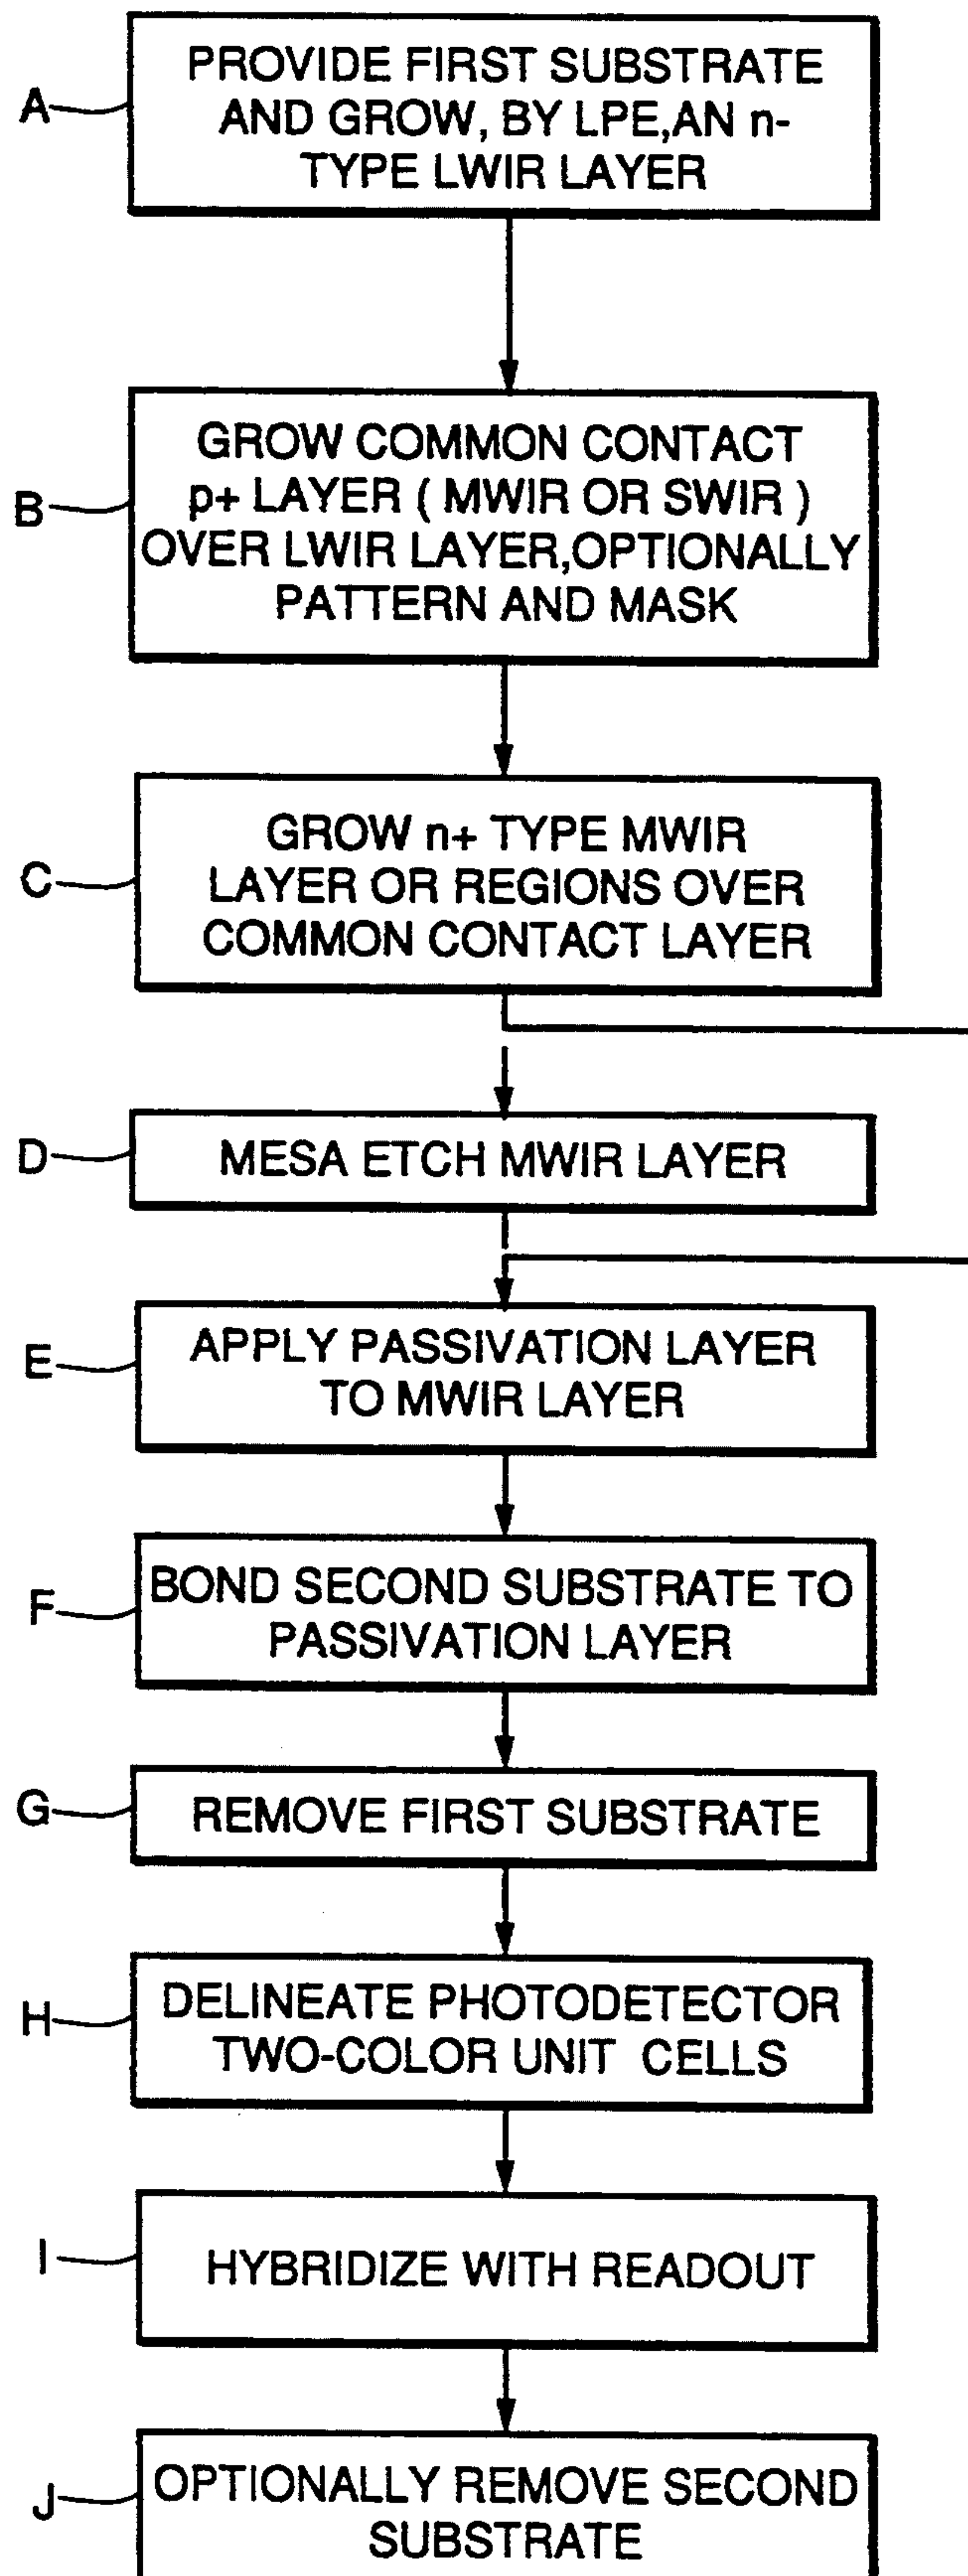 A
PROVIDE FIRST SUBSTRATE
AND GROW, BY LPE,AN n-
TYPE LWIR LAYER
B
GROW COMMON CONTACT
p+ LAYER ( MWIR OR SWIR )
OVER LWIR LAYER,OPTIONALLY
PATTERN AND MASK
C
GROW n+ TYPE MWIR
LAYER OR REGIONS OVER
COMMON CONTACT LAYER
D
MESA ETCH MWIR LAYER
E
APPLY PASSIVATION LAYER
TO MWIR LAYER
F
BOND SECOND SUBSTRATE TO
PASSIVATION LAYER
G
REMOVE FIRST SUBSTRATE
H
DELINEATE PHOTODETECTOR
TWO-COLOR UNIT CELLS
I
HYBRIDIZE WITH READOUT
J
OPTIONALLY REMOVE SECOND
SUBSTRATE